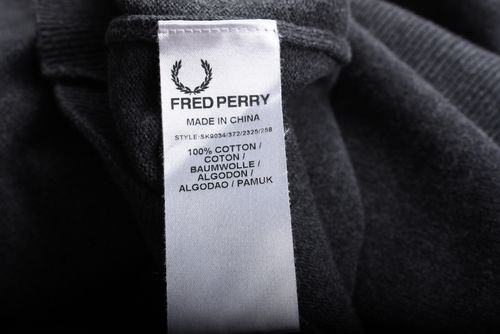 FRED PERRY
MADE IN CHINA
STYLE: SK9034/372/2325/258
100% COTTON /
COTON /
BAUMWOLLE /
ALGODON /
ALGODAO / PAMUK